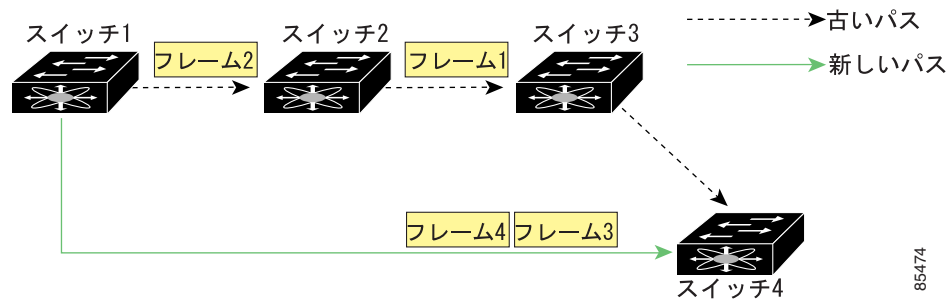 スイッチ1
スイッチ2
スイッチ3
古いパス
フレーム2
フレーム1
新しいパス
フレーム4
フレーム3
スイッチ4
85474